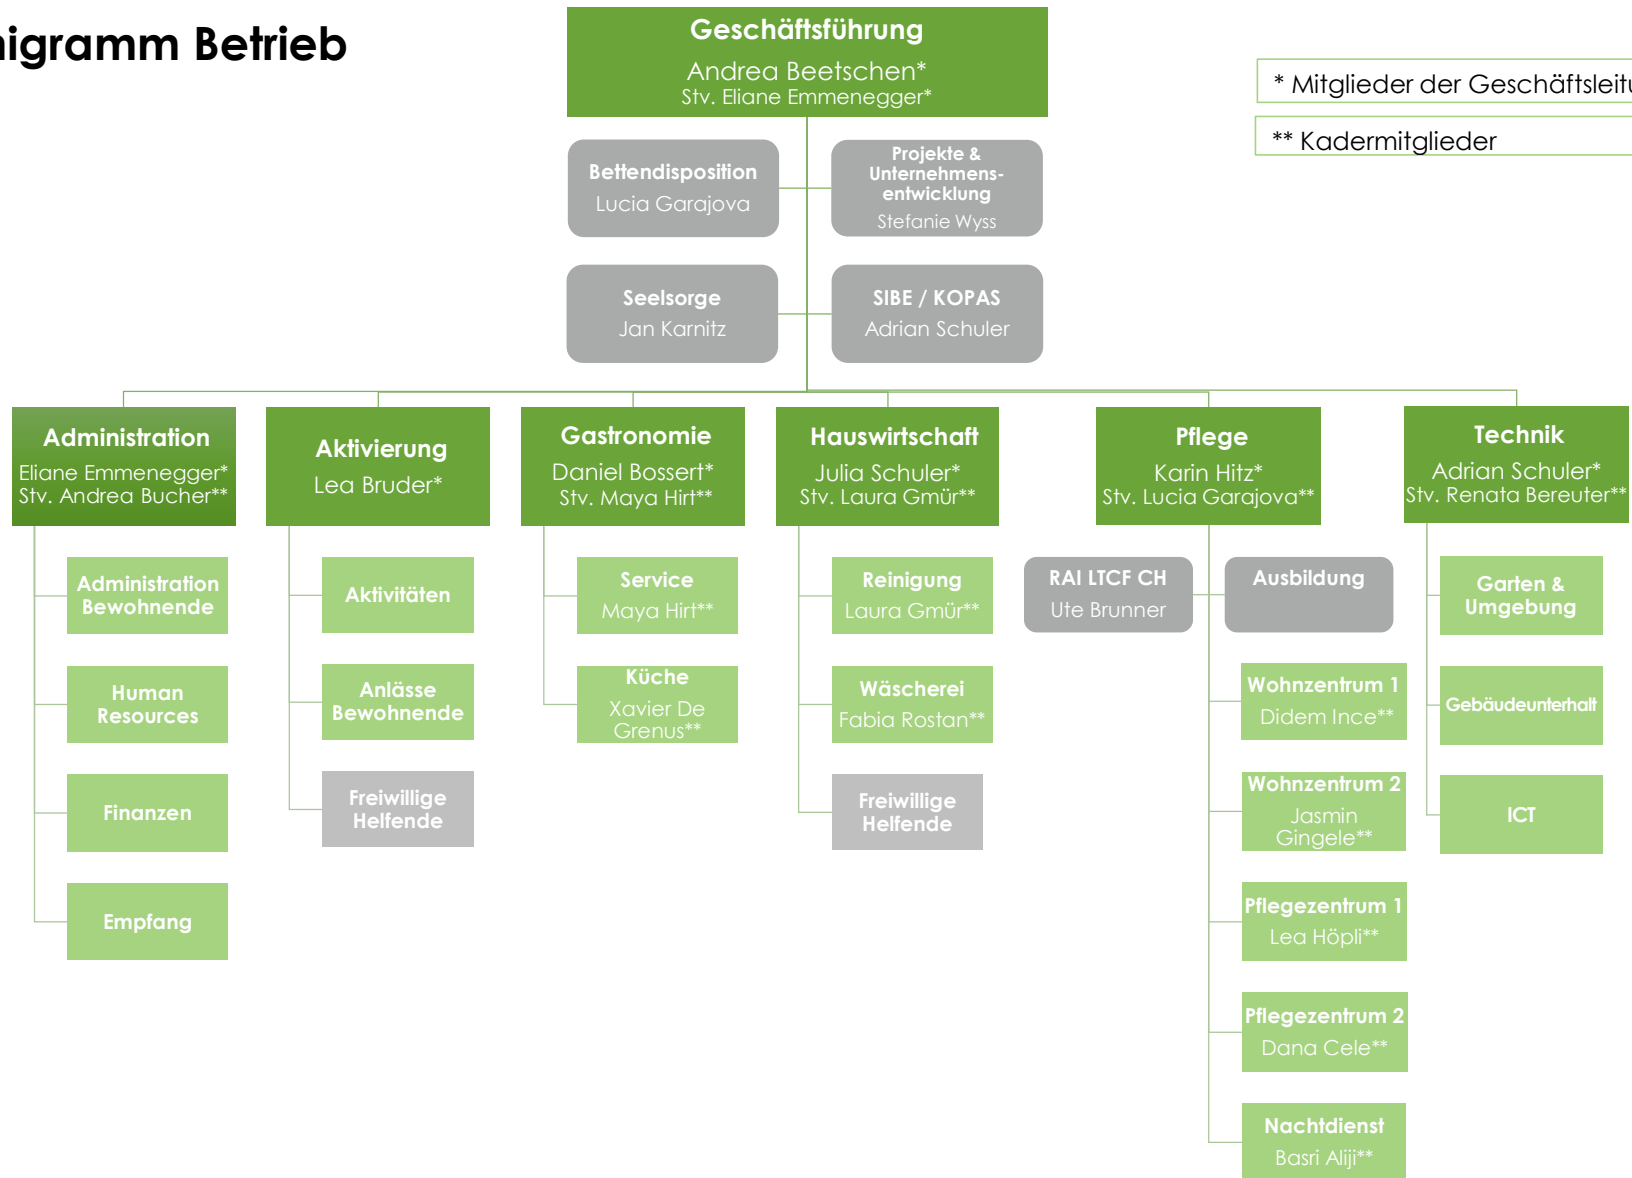 nigramm Betrieb
Geschäftsführung
Andrea Beetschen*
Stv. Eliane Emmenegger*
* Mitglieder der Geschäftsleitu
** Kadermitglieder
Bettendisposition
Lucia Garajova
Projekte &
Unternehmens-
entwicklung
Stefanie Wyss
Seelsorge
Jan Karnitz
SIBE / KOPAS
Adrian Schuler
Administration
Eliane Emmenegger*
Stv. Andrea Bucher**
Aktivierung
Lea Bruder*
Gastronomie
Daniel Bossert*
Stv. Maya Hirt**
Hauswirtschaft
Julia Schuler*
Stv. Laura Gmür**
Pflege
Karin Hitz*
Stv. Lucia Garajova**
Technik
Adrian Schuler*
Stv. Renata Bereuter**
Administration
Bewohnende
Human
Resources
Finanzen
Empfang
Aktivitäten
Anlässe
Bewohnende
Freiwillige
Helfende
Service
Maya Hirt**
Küche
Xavier De
Grenus**
Reinigung
Laura Gmür**
Wäscherei
Fabia Rostan**
Freiwillige
Helfende
RAI LTCF CH
Ute Brunner
Ausbildung
Wohnzentrum 1
Didem Ince**
Wohnzentrum 2
Jasmin
Gingele**
Pflegezentrum 1
Lea Höpli**
Pflegezentrum 2
Dana Cele**
Nachtdienst
Basri Aliji**
Garten &
Umgebung
Gebäudeunterhalt
ICT